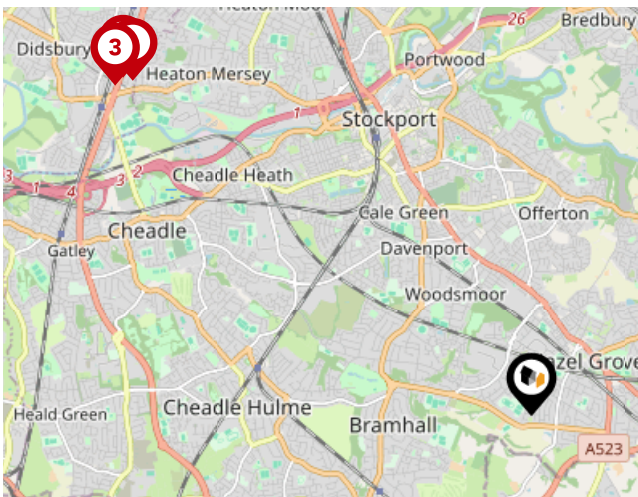 Heaton Moor
26
Bredbury
Didsbury
3
Heaton Mersey
Portwood
1
Stockport
3
1
4
3
2
Cheadle Heath
Cale Green
Offerton
Cheadle
Gatley
Davenport
Woodsmoor
zel Grove
Heald Green
Cheadle Hulme
Bramhall
A523